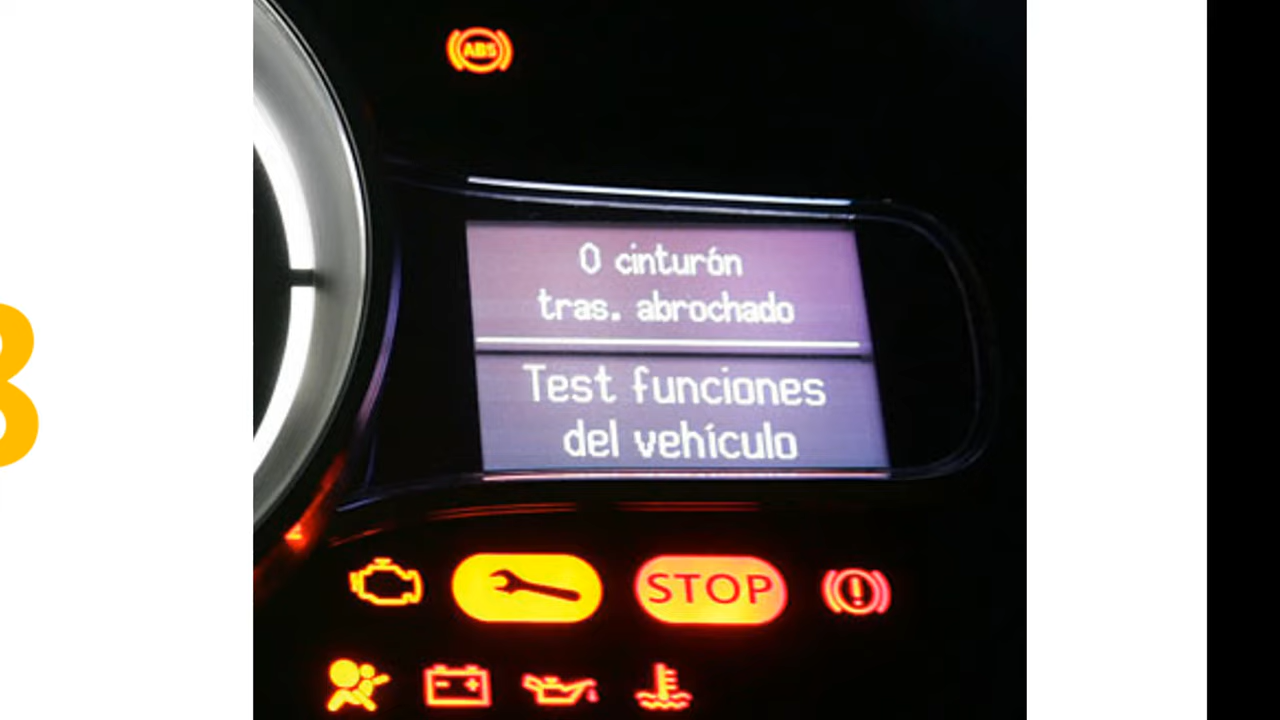 ABS
0 cinturón
tras. abrochado
Test funciones
del vehículo
STOP